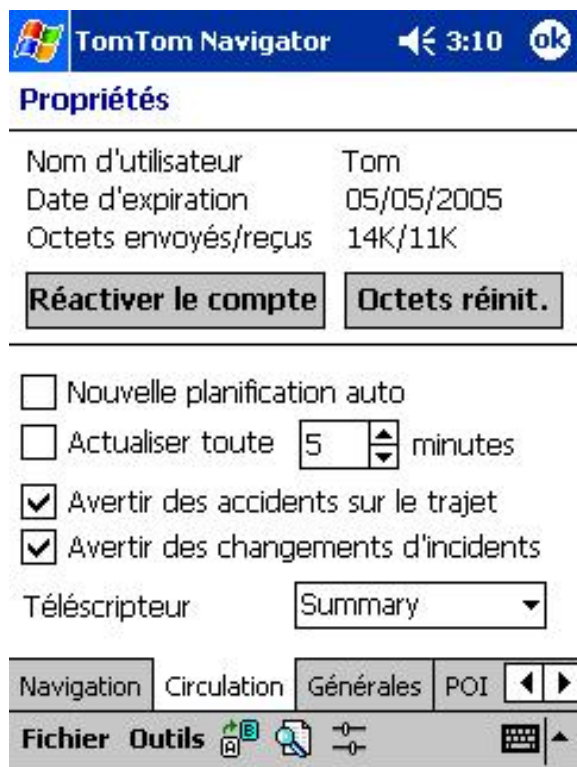 TomTom Navigator 3:10 ok
Propriétés
Nom d'utilisateur Tom
Date d'expiration 05/05/2005
Octets envoyés/reçus 14K/11K
Réactiver le compte Octets réinit.
Nouvelle planification auto
Actualiser toute 5 minutes
Avertir des accidents sur le trajet
Avertir des changements d'incidents
Téléscripteur Summary
Navigation Circulation Générales POI
Fichier Outils A B